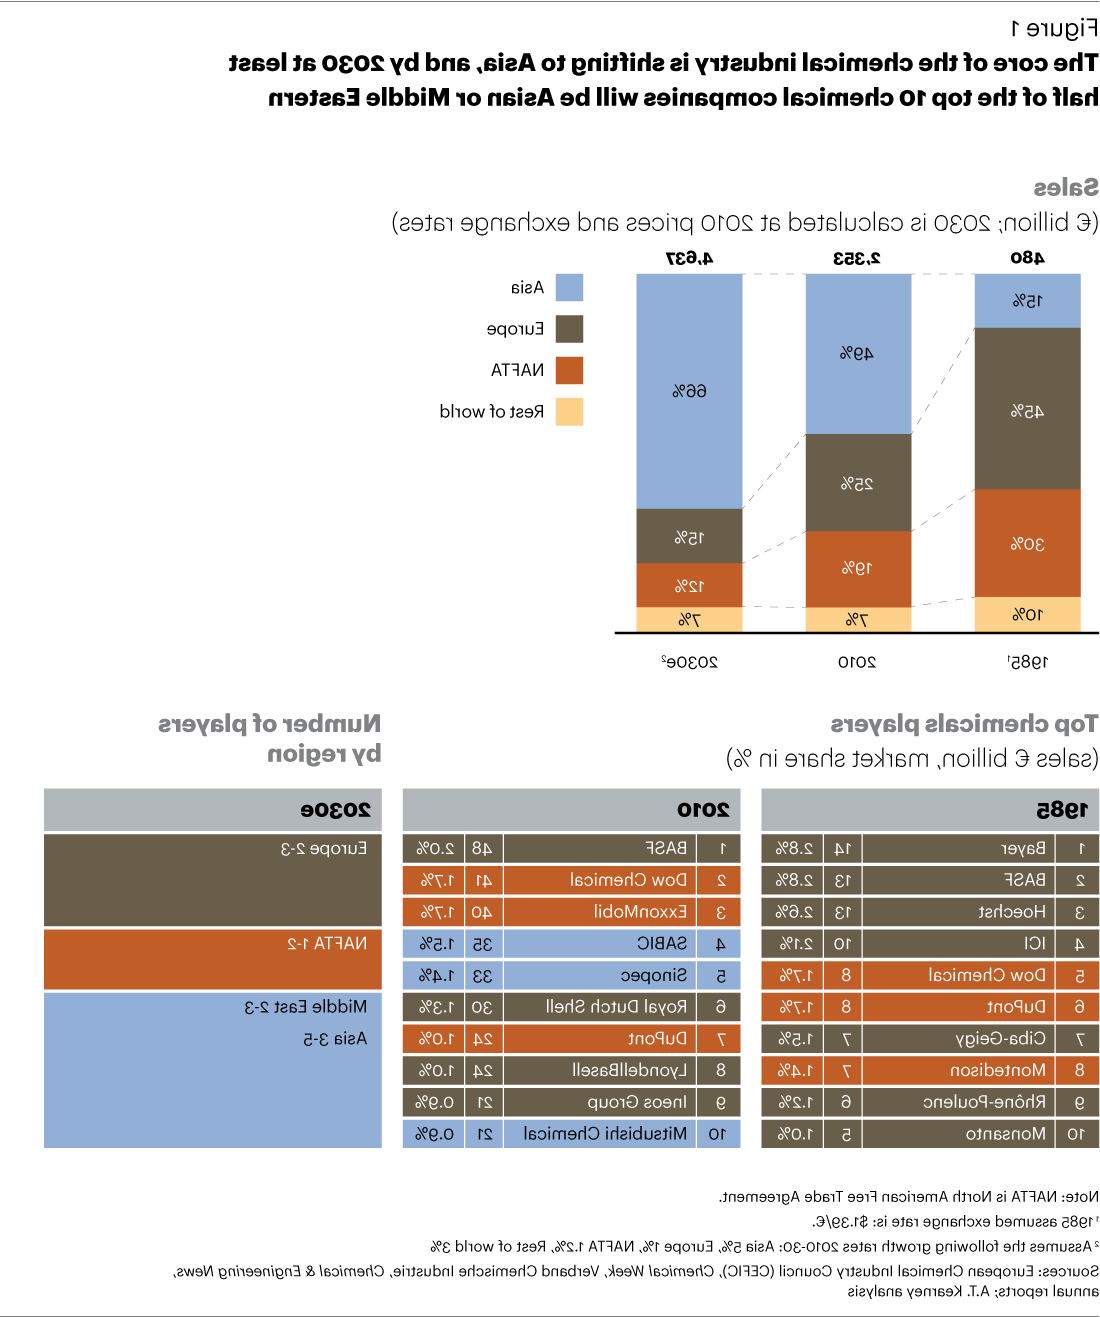 Figure 1
The core of the chemical industry is shifting to Asia, and by 2030 at least
half of the top 10 chemical companies will be Asian or Middle Eastern
Sales
(€ billion; 2030 is calculated at 2010 prices and exchange rates)
480 2,353 4,637
15% 49% 66%
45% 25% 15%
30% 19% 12%
10% 7% 7%
1985¹ 2010 2030e²
Asia
Europe
NAFTA
Rest of world
Top chemicals players
(sales € billion, market share in %)
1985
1 Bayer 14 2.8%
2 BASF 13 2.8%
3 Hoechst 13 2.6%
4 ICI 10 2.1%
5 Dow Chemical 8 1.7%
6 DuPont 8 1.7%
7 Ciba-Geigy 7 1.5%
8 Montedison 7 1.4%
9 Rhône-Poulenc 6 1.2%
10 Monsanto 5 1.0%
2010
1 BASF 48 2.0%
2 Dow Chemical 41 1.7%
3 ExxonMobil 40 1.7%
4 SABIC 35 1.5%
5 Sinopec 33 1.4%
6 Royal Dutch Shell 30 1.3%
7 DuPont 24 1.0%
8 LyondellBasell 24 1.0%
9 Ineos Group 21 0.9%
10 Mitsubishi Chemical 21 0.9%
Number of players
by region
2030e
Europe 2-3
NAFTA 1-2
Middle East 2-3
Asia 3-5
Note: NAFTA is North American Free Trade Agreement.
¹1985 assumed exchange rate is: $1.39/€.
² Assumes the following growth rates 2010-30: Asia 5%, Europe 1%, NAFTA 1.2%, Rest of world 3%
Sources: European Chemical Industry Council (CEFIC), Chemical Week, Verband Chemische Industrie, Chemical & Engineering News,
annual reports; A.T. Kearney analysis